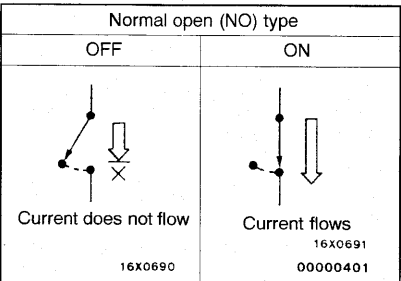 Normal open (NO) type
OFF
ON
Current does not flow
16X0690
Current flows
16X0691
00000401